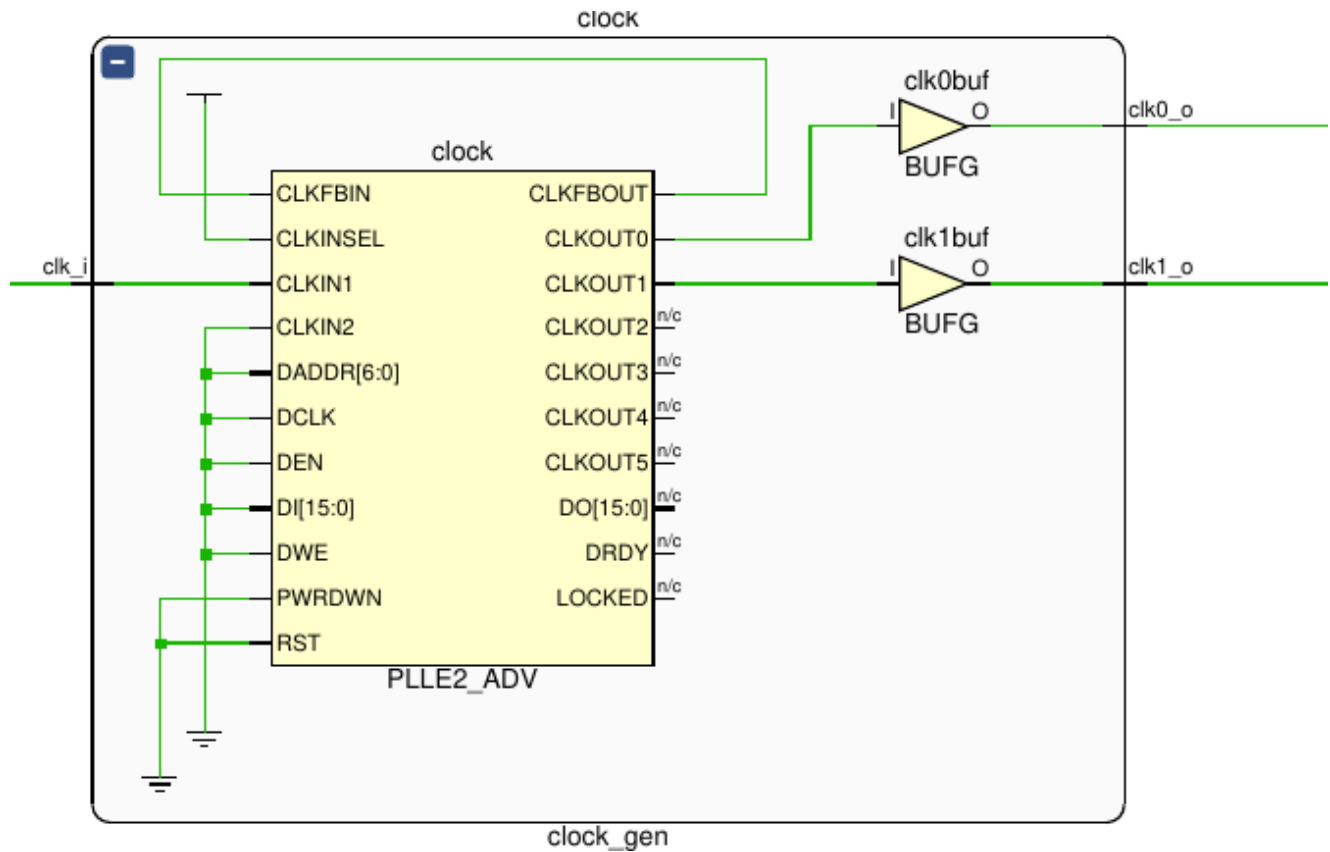 clock
clk0buf
I
O
clk0_o
BUFG
clock
CLKFBIN
CLKFBOUT
CLKINSEL
CLKOUT0
clk1buf
clk_i
CLKIN1
CLKOUT1
I
O
clk1_o
BUFG
CLKIN2
CLKOUT2
n/c
DADDR[6:0]
CLKOUT3
n/c
DCLK
CLKOUT4
n/c
DEN
CLKOUT5
n/c
DI[15:0]
DO[15:0]
n/c
DWE
DRDY
n/c
PWRDWN
LOCKED
n/c
RST
PLLE2_ADV
clock_gen